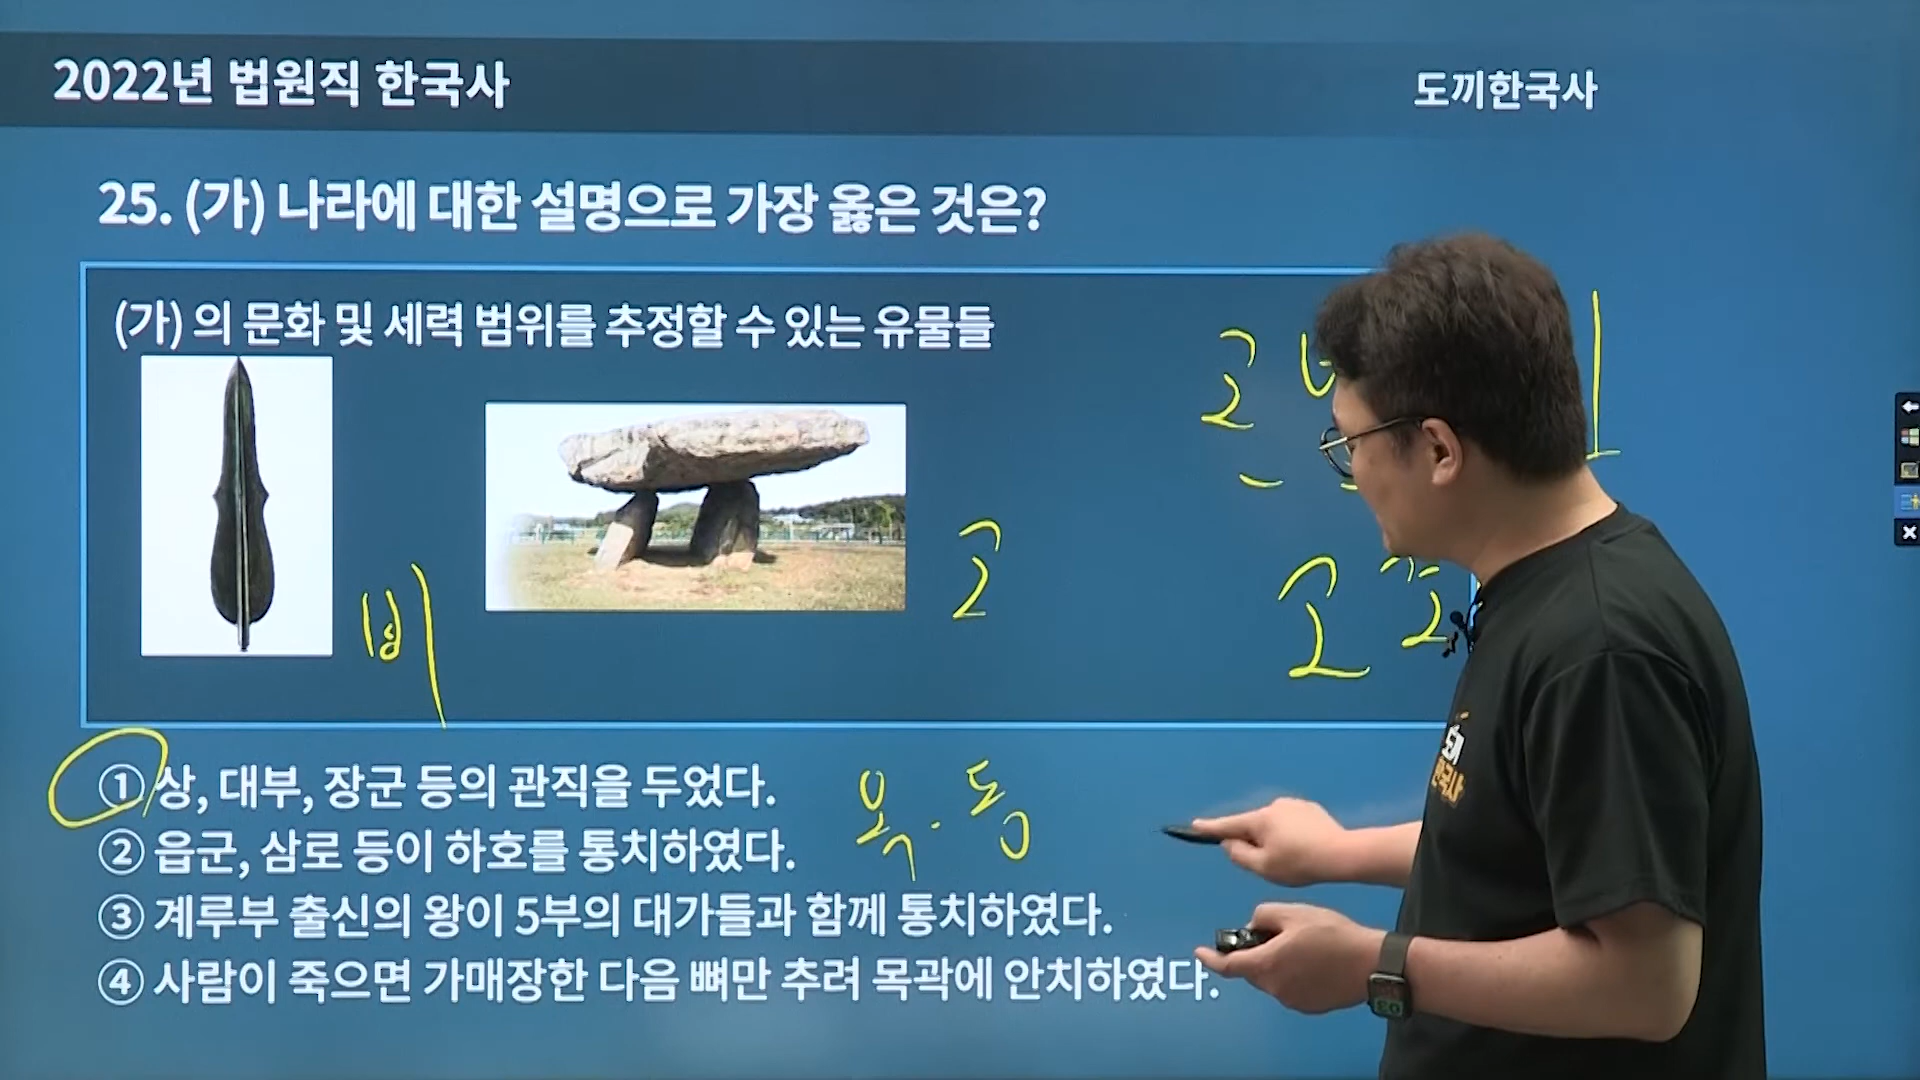 2022년 법원직 한국사
도끼한국사
25. (가) 나라에 대한 설명으로 가장 옳은 것은?
(가) 의 문화 및 세력 범위를 추정할 수 있는 유물들
비
고
고
고조
① 상, 대부, 장군 등의 관직을 두었다.
옥.동
② 읍군, 삼로 등이 하호를 통치하였다.
③ 계루부 출신의 왕이 5부의 대가들과 함께 통치하였다.
④ 사람이 죽으면 가매장한 다음 뼈만 추려 목곽에 안치하였다.
한국사